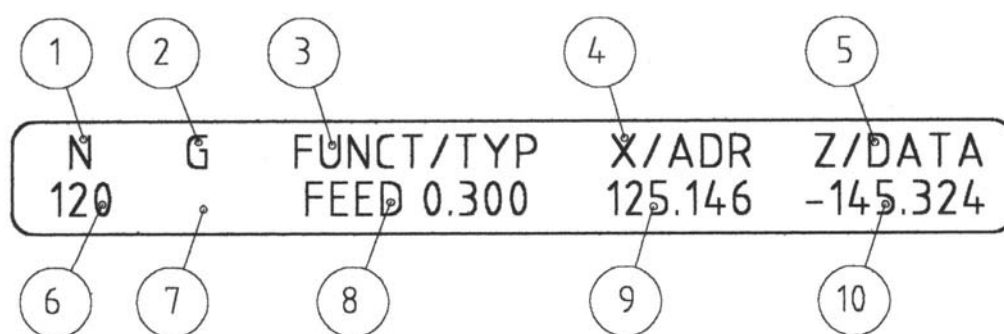 1 2 3 4 5
N G FUNCT/TYP X/ADR Z/DATA
120 FEED 0.300 125.146 -145.324
6 7 8 9 10